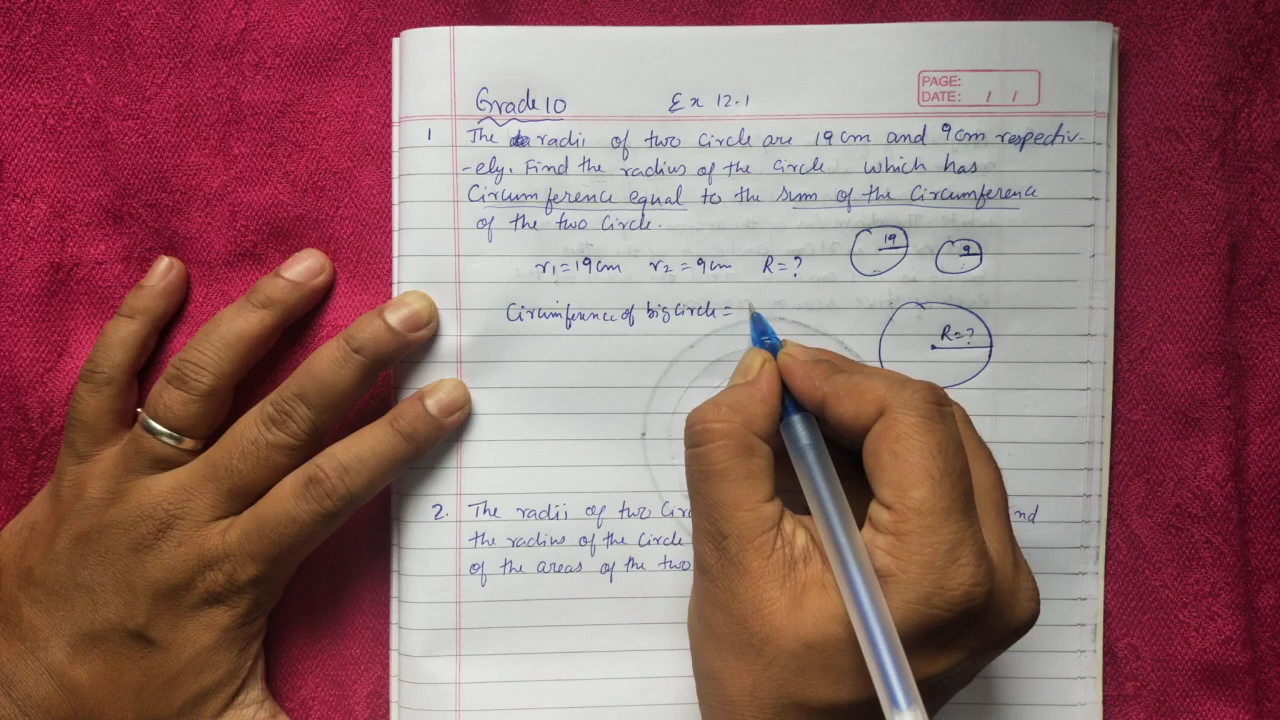 PAGE:
DATE: / /
Grade 10 Ex 12.1
1 The radii of two Circle are 19 cm and 9 cm respectiv-
-ely. Find the radius of the Circle which has
Circumference equal to the sum of the Circumference
of the two Circle.
19 9
r1 = 19 cm r2 = 9 cm R = ?
Circumference of big Circle =
R = ?
2. The radii of two nd
the radius of the Circle
of the areas of the two